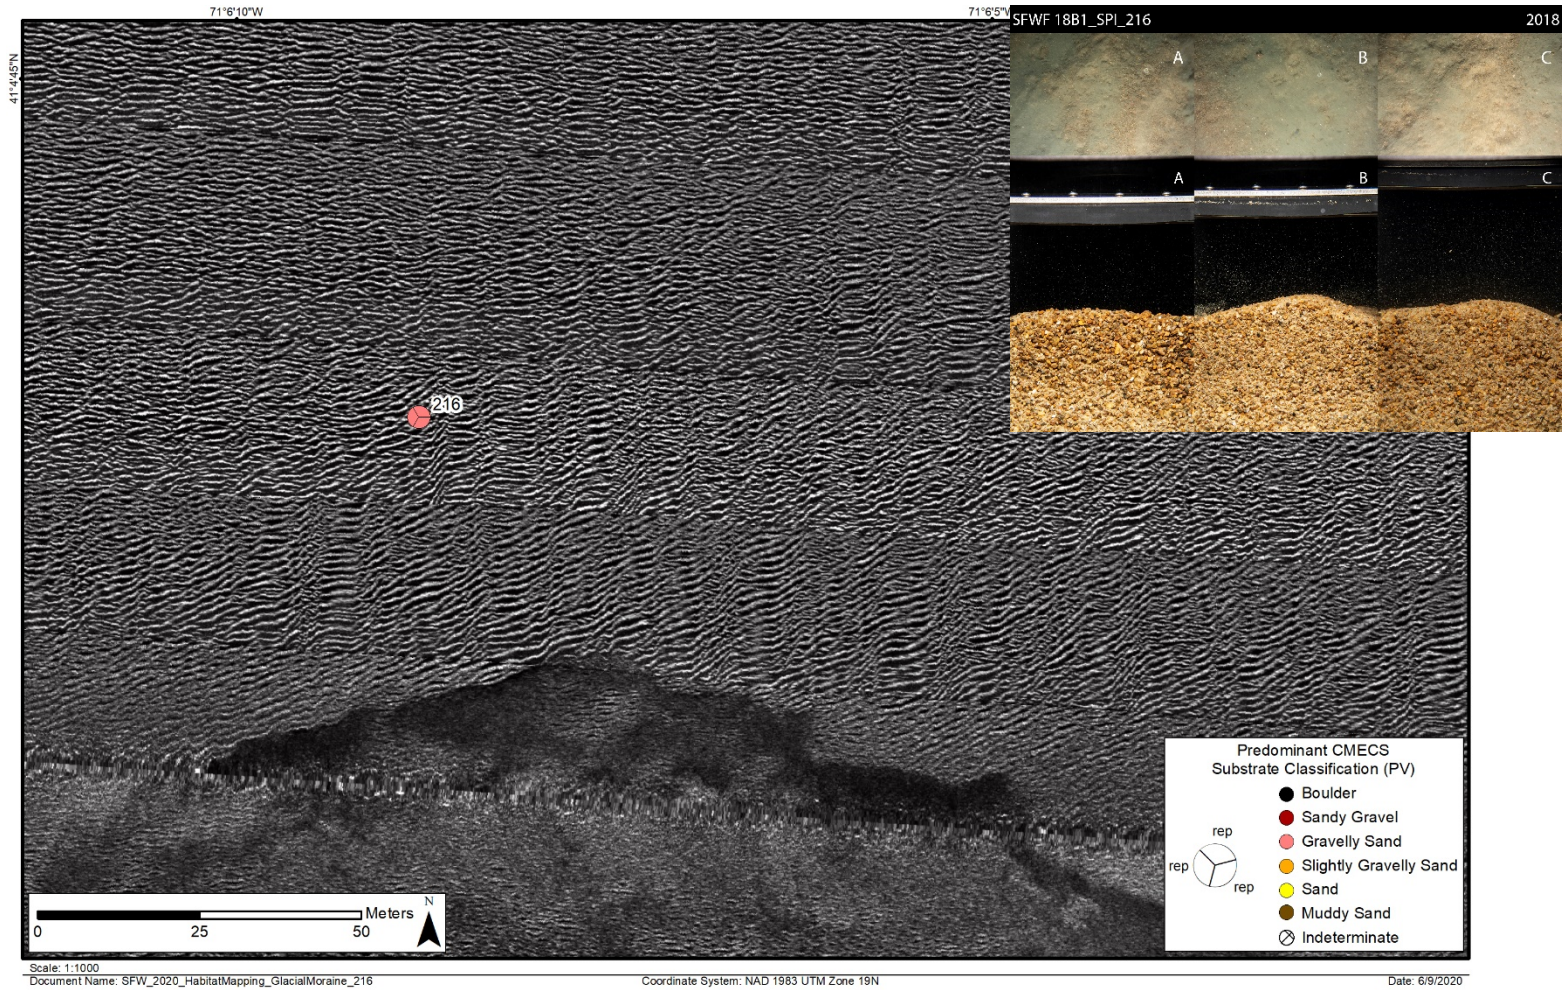 71°6'10"W
71°6'5"W
41°4'45"N
SFWF 18B1_SPI_216 2018
A B C
A B C
216
Predominant CMECS
Substrate Classification (PV)
Boulder
Sandy Gravel
Gravelly Sand
Slightly Gravelly Sand
Sand
Muddy Sand
Indeterminate
rep
rep
rep
Meters
0 25 50
N
Scale: 1:1000
Document Name: SFW_2020_HabitatMapping_GlacialMoraine_216 Coordinate System: NAD 1983 UTM Zone 19N Date: 6/9/2020